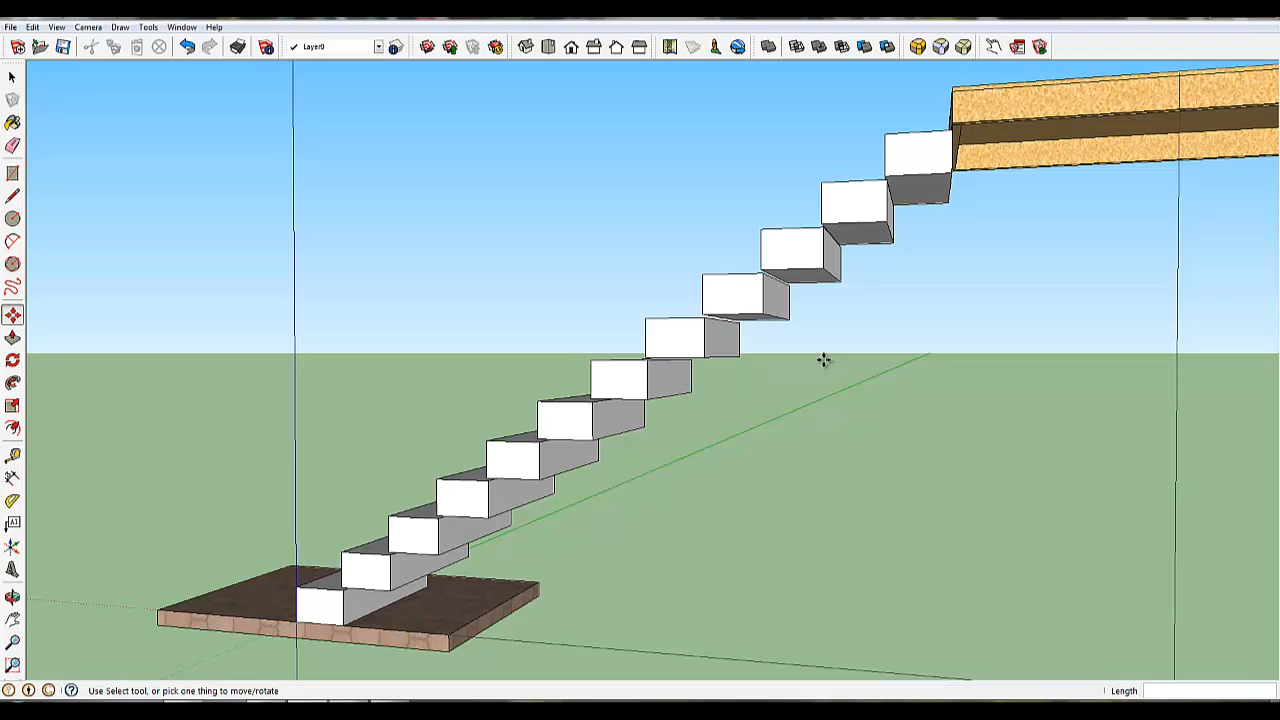 File Edit View Camera Draw Tools Window Help
Layer0
Use Select tool, or pick one thing to move/rotate
Length